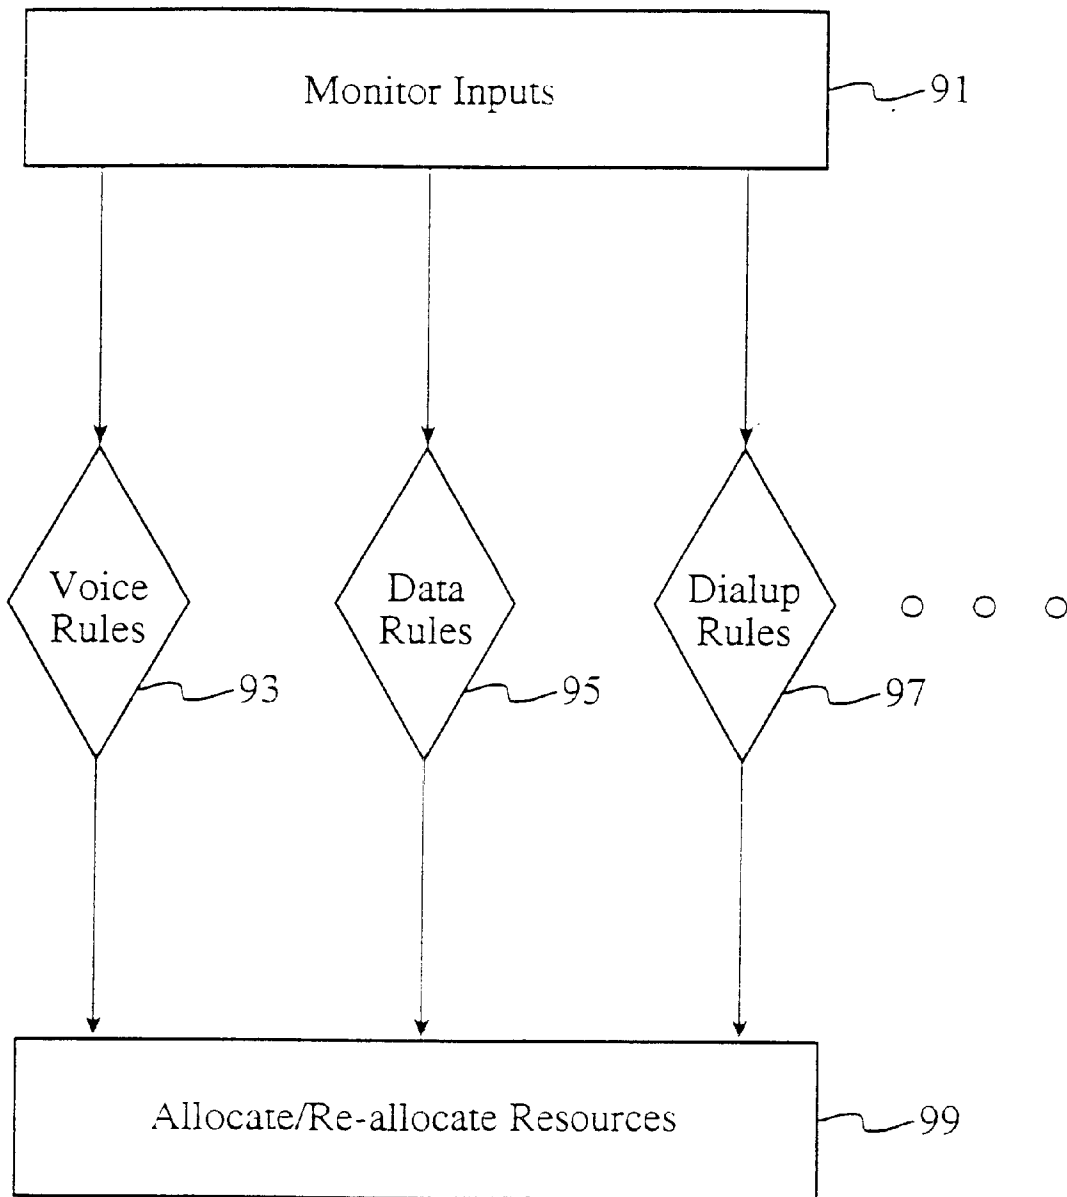 Monitor Inputs
91
Voice
Rules
93
Data
Rules
95
Dialup
Rules
97
Allocate/Re-allocate Resources
99